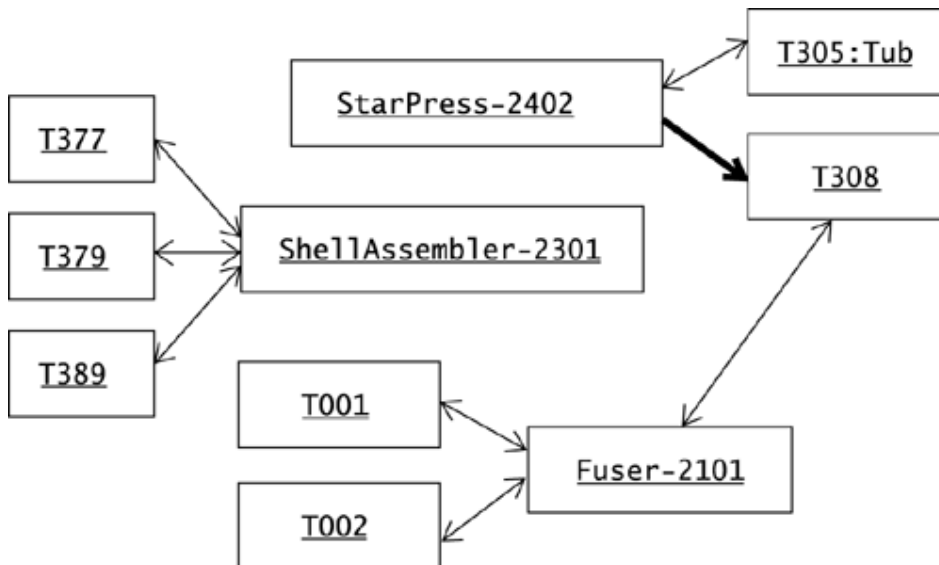 T305:Tub
StarPress-2402
T377
T308
T379
ShellAssembler-2301
T389
T001
Fuser-2101
T002